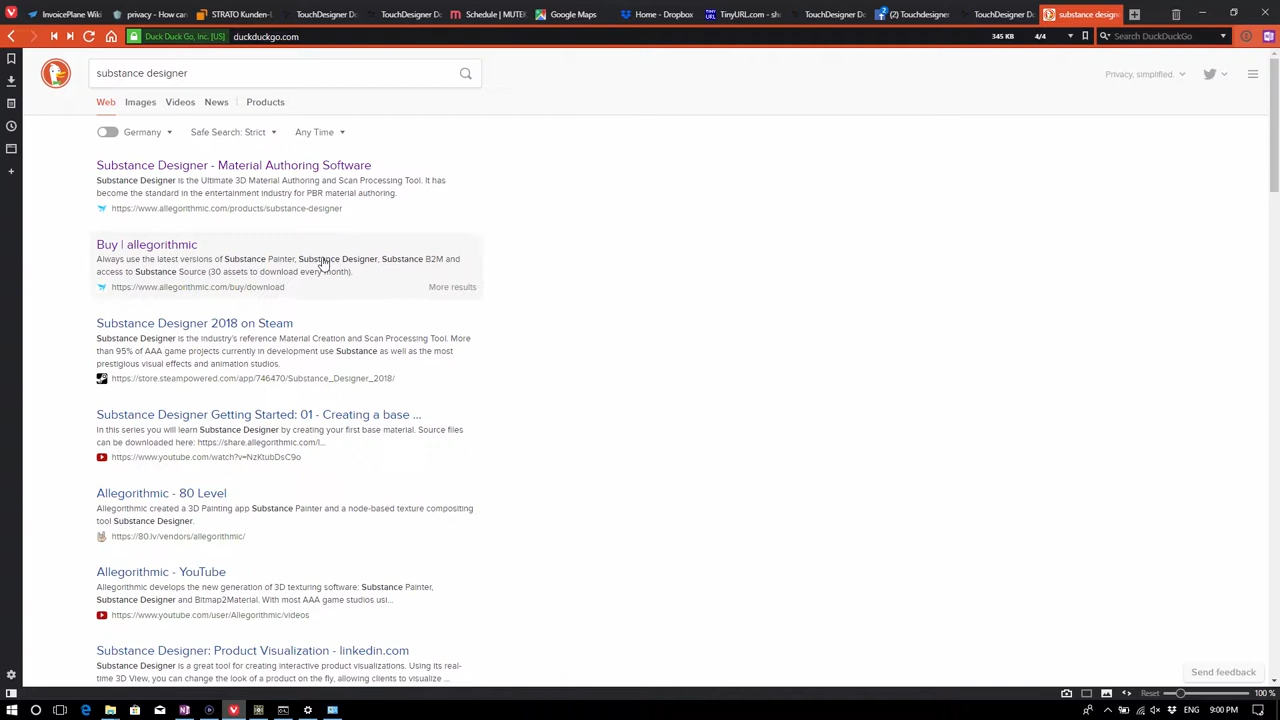 InvoicePlane Wiki
privacy - How can
STRATO Kunden-L
TouchDesigner Do
TouchDesigner Do
Schedule | MUTEK
Google Maps
Home - Dropbox
TinyURL.com - sh
TouchDesigner Do
(2) Touchdesigner
TouchDesigner Do
substance design
Duck Duck Go, Inc. [US]
duckduckgo.com
345 KB
4/4
Search DuckDuckGo
substance designer
Privacy, simplified.
Web
Images
Videos
News
Products
Germany
Safe Search: Strict
Any Time
Substance Designer - Material Authoring Software
Substance Designer is the Ultimate 3D Material Authoring and Scan Processing Tool. It has
become the standard in the entertainment industry for PBR material authoring.
https://www.allegorithmic.com/products/substance-designer
Buy | allegorithmic
Always use the latest versions of Substance Painter, Substance Designer, Substance B2M and
access to Substance Source (30 assets to download every month).
https://www.allegorithmic.com/buy/download
More results
Substance Designer 2018 on Steam
Substance Designer is the industry's reference Material Creation and Scan Processing Tool. More
than 95% of AAA game projects currently in development use Substance as well as the most
prestigious visual effects and animation studios.
https://store.steampowered.com/app/746470/Substance_Designer_2018/
Substance Designer Getting Started: 01 - Creating a base ...
In this series you will learn Substance Designer by creating your first base material. Source files
can be downloaded here: https://share.allegorithmic.com/l...
https://www.youtube.com/watch?v=NzKtubDsC9o
Allegorithmic - 80 Level
Allegorithmic created a 3D Painting app Substance Painter and a node-based texture compositing
tool Substance Designer.
https://80.lv/vendors/allegorithmic/
Allegorithmic - YouTube
Allegorithmic develops the new generation of 3D texturing software: Substance Painter,
Substance Designer and Bitmap2Material. With most AAA game studios usi...
https://www.youtube.com/user/Allegorithmic/videos
Substance Designer: Product Visualization - linkedin.com
Substance Designer is a great tool for creating interactive product visualizations. Using its real-
time 3D View, you can change the look of a product on the fly, allowing clients to visualize ...
Send feedback
Reset
100 %
ENG
9:00 PM